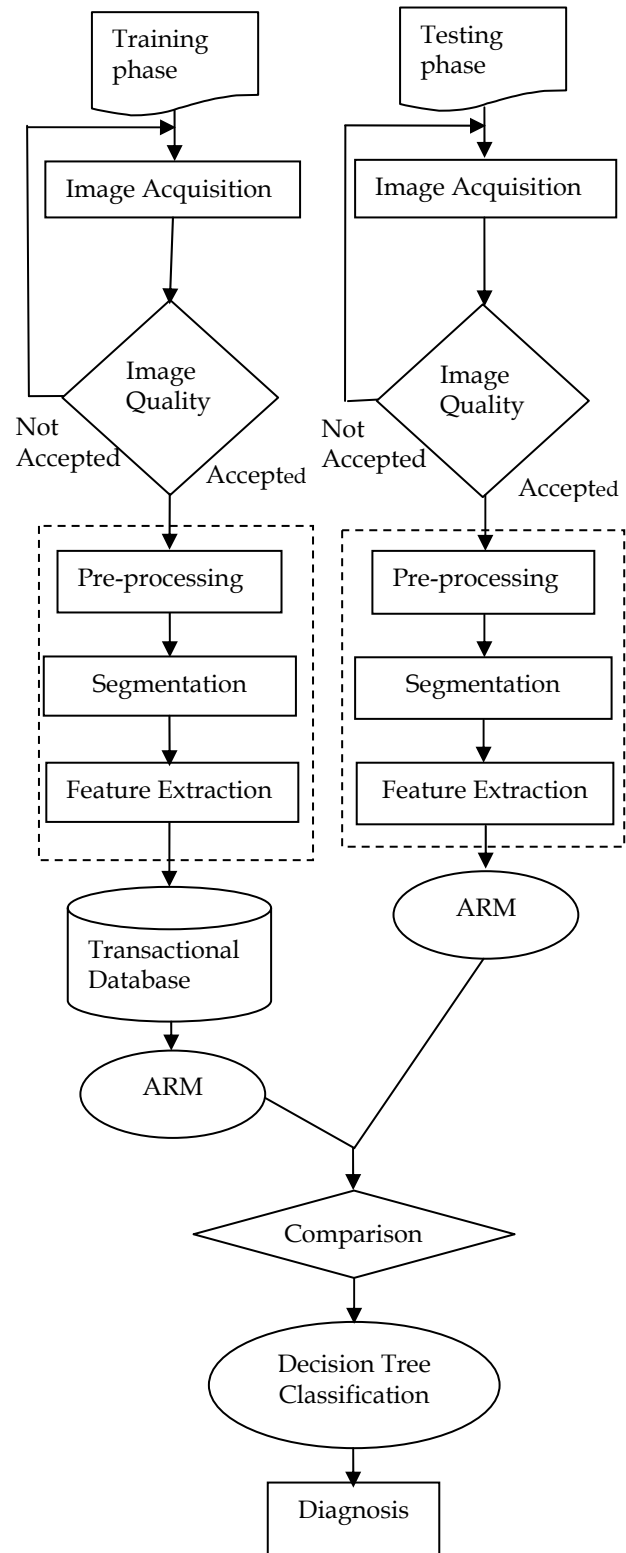 Training
phase
Image Acquisition
Image
Quality
Not
Accepted
Accepted
Pre-processing
Segmentation
Feature Extraction
Transactional
Database
ARM
Testing
phase
Image Acquisition
Image
Quality
Not
Accepted
Accepted
Pre-processing
Segmentation
Feature Extraction
ARM
Comparison
Decision Tree
Classification
Diagnosis